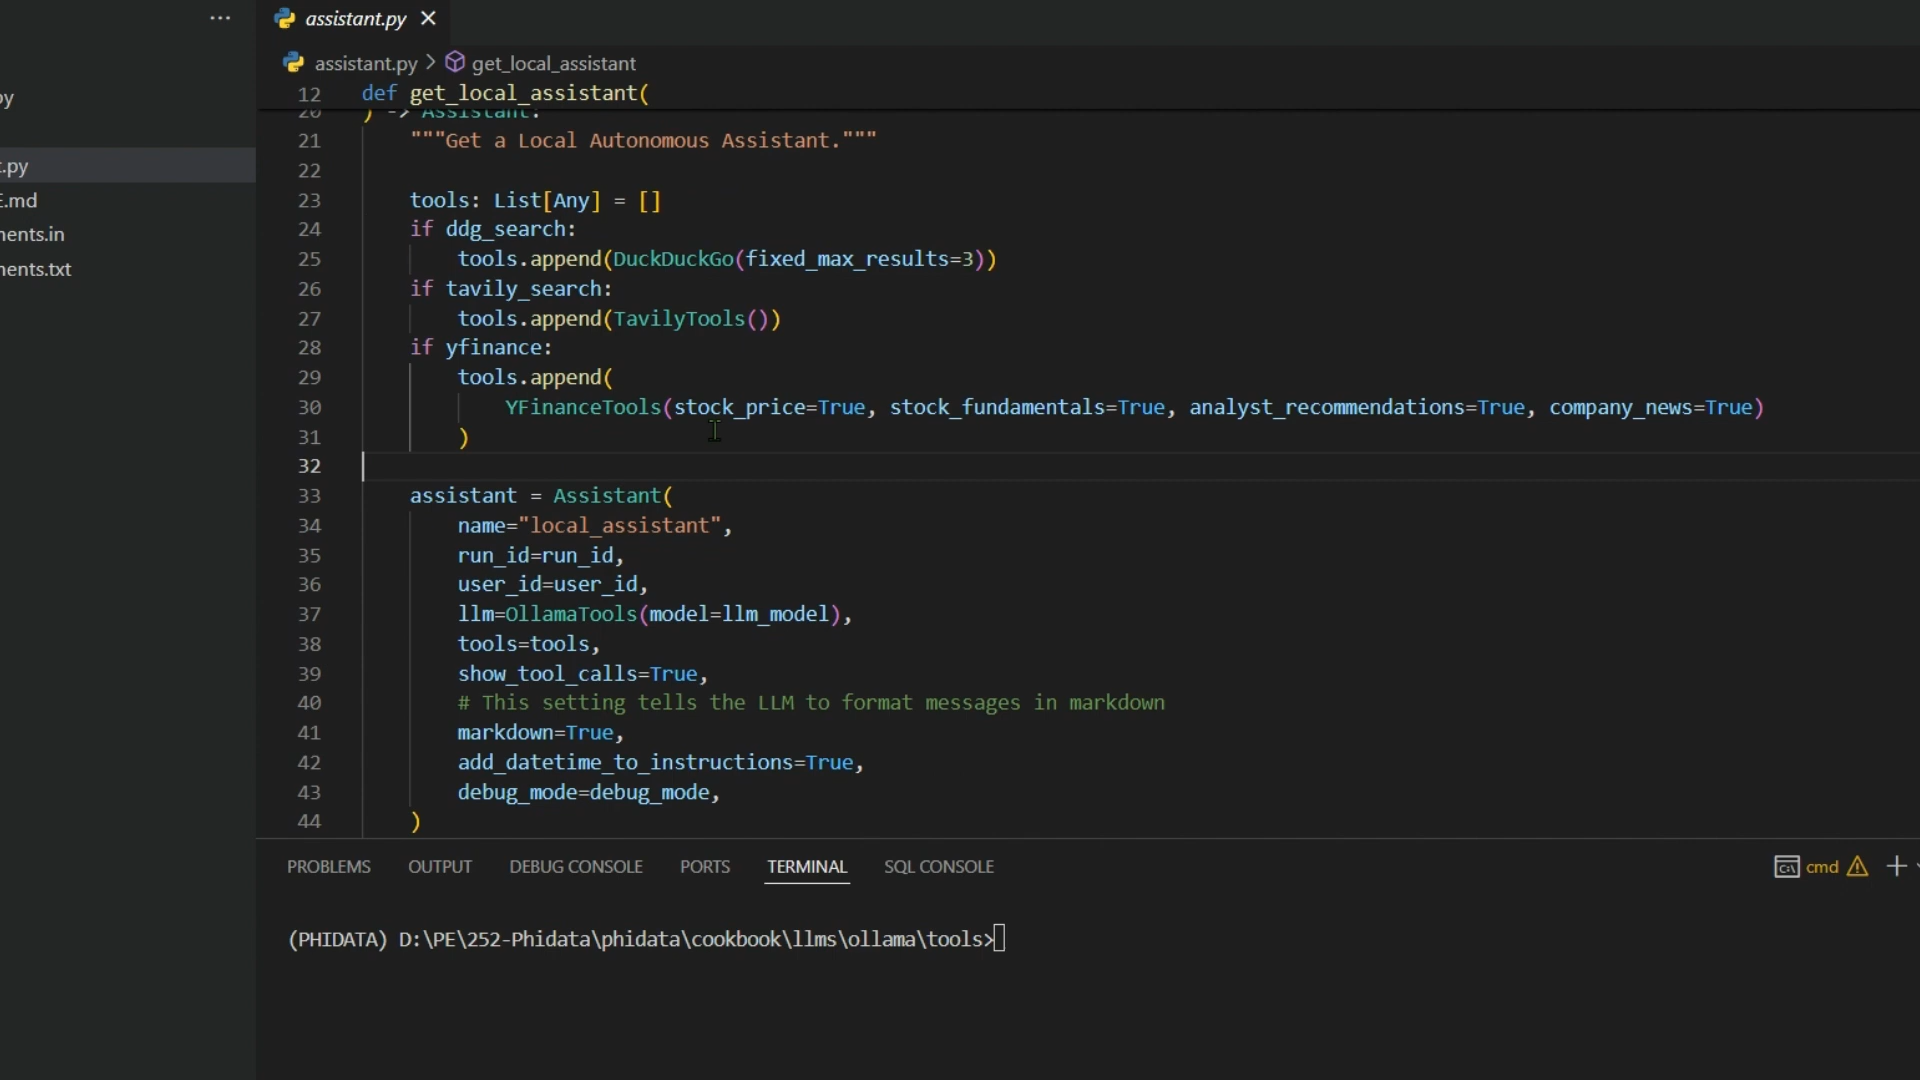 ···
assistant.py ×
assistant.py > get_local_assistant
12 def get_local_assistant(
20 ) -> Assistant:
21 """Get a Local Autonomous Assistant."""
22
23 tools: List[Any] = []
24 if ddg_search:
25 tools.append(DuckDuckGo(fixed_max_results=3))
26 if tavily_search:
27 tools.append(TavilyTools())
28 if yfinance:
29 tools.append(
30 YFinanceTools(stock_price=True, stock_fundamentals=True, analyst_recommendations=True, company_news=True)
31 )
32
33 assistant = Assistant(
34 name="local_assistant",
35 run_id=run_id,
36 user_id=user_id,
37 llm=OllamaTools(model=llm_model),
38 tools=tools,
39 show_tool_calls=True,
40 # This setting tells the LLM to format messages in markdown
41 markdown=True,
42 add_datetime_to_instructions=True,
43 debug_mode=debug_mode,
44 )
.py
.md
ents.in
ents.txt
PROBLEMS OUTPUT DEBUG CONSOLE PORTS TERMINAL SQL CONSOLE
cmd
(PHIDATA) D:\PE\252-Phidata\phidata\cookbook\llms\ollama\tools>